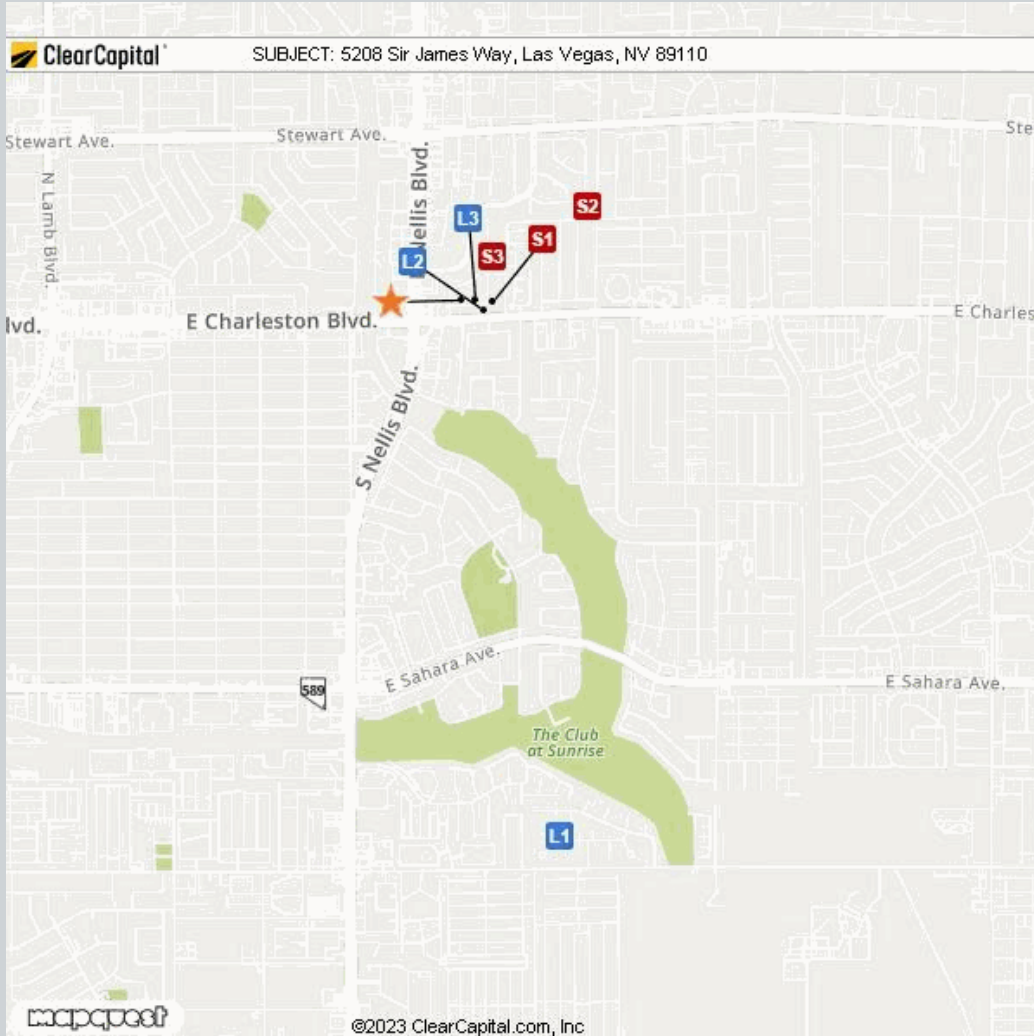 ClearCapital
SUBJECT: 5208 Sir James Way, Las Vegas, NV 89110
Stewart Ave.
Stewart Ave.
Ste
N Lamb Blvd.
Nellis Blvd.
S2
L3
S1
S3
L2
lvd.
E Charleston Blvd.
E Charles
S Nellis Blvd.
E Sahara Ave.
589
E Sahara Ave.
The Club
at Sunrise
L1
mapquest
©2023 ClearCapital.com, Inc